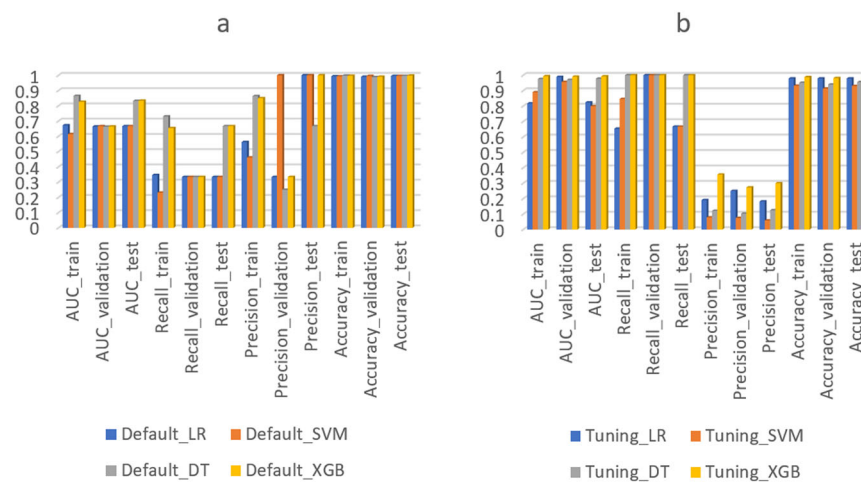 a
1
0.9
0.8
0.7
0.6
0.5
0.4
0.3
0.2
0.1
0
AUC_train
AUC_validation
AUC_test
Recall_train
Recall_validation
Recall_test
Precision_train
Precision_validation
Precision_test
Accuracy_train
Accuracy_validation
Accuracy_test
Default_LR
Default_SVM
Default_DT
Default_XGB
b
1
0.9
0.8
0.7
0.6
0.5
0.4
0.3
0.2
0.1
0
AUC_train
AUC_validation
AUC_test
Recall_train
Recall_validation
Recall_test
Precision_train
Precision_validation
Precision_test
Accuracy_train
Accuracy_validation
Accuracy_test
Tuning_LR
Tuning_SVM
Tuning_DT
Tuning_XGB